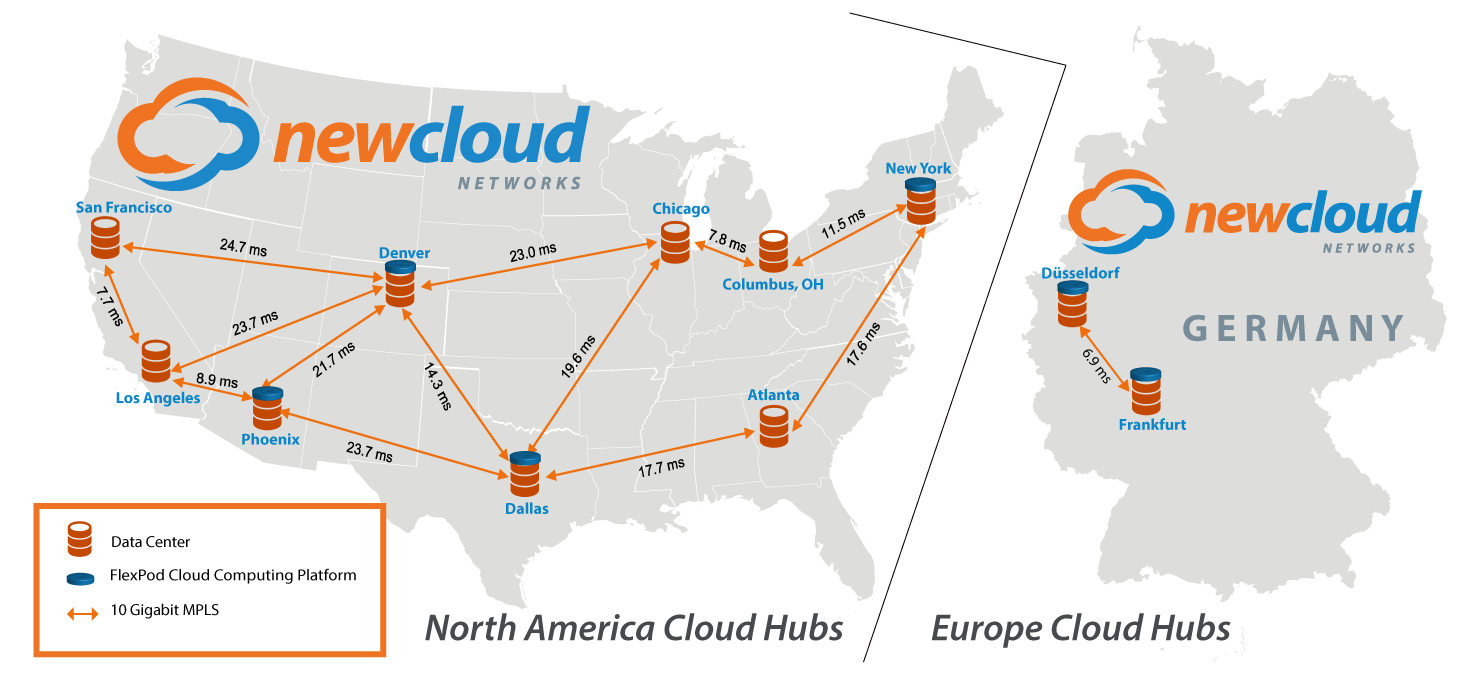 newcloud
NETWORKS
San Francisco
24.7 ms
Denver
23.0 ms
Chicago
7.8 ms
Columbus, OH
11.5 ms
New York
7.7 ms
23.7 ms
21.7 ms
8.9 ms
Los Angeles
Phoenix
14.3 ms
19.6 ms
17.6 ms
Atlanta
23.7 ms
17.7 ms
Dallas
Data Center
FlexPod Cloud Computing Platform
10 Gigabit MPLS
North America Cloud Hubs
newcloud
NETWORKS
Düsseldorf
GERMANY
6.9 ms
Frankfurt
Europe Cloud Hubs